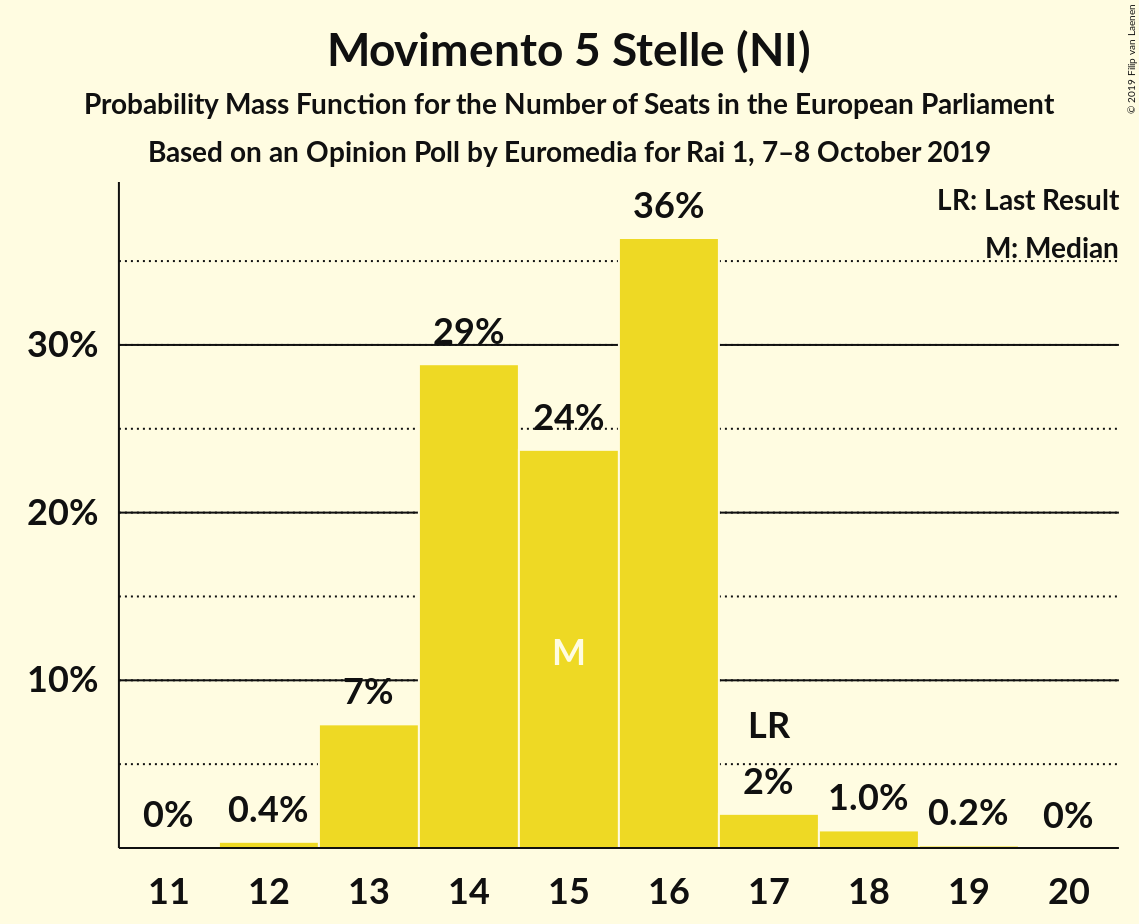 Movimento 5 Stelle (NI)
Probability Mass Function for the Number of Seats in the European Parliament
Based on an Opinion Poll by Euromedia for Rai 1, 7–8 October 2019
© 2019 Filip van Laenen
LR: Last Result
M: Median
30%
20%
10%
0%
0.4%
7%
29%
24%
36%
2%
1.0%
0.2%
0%
M
LR
11 12 13 14 15 16 17 18 19 20